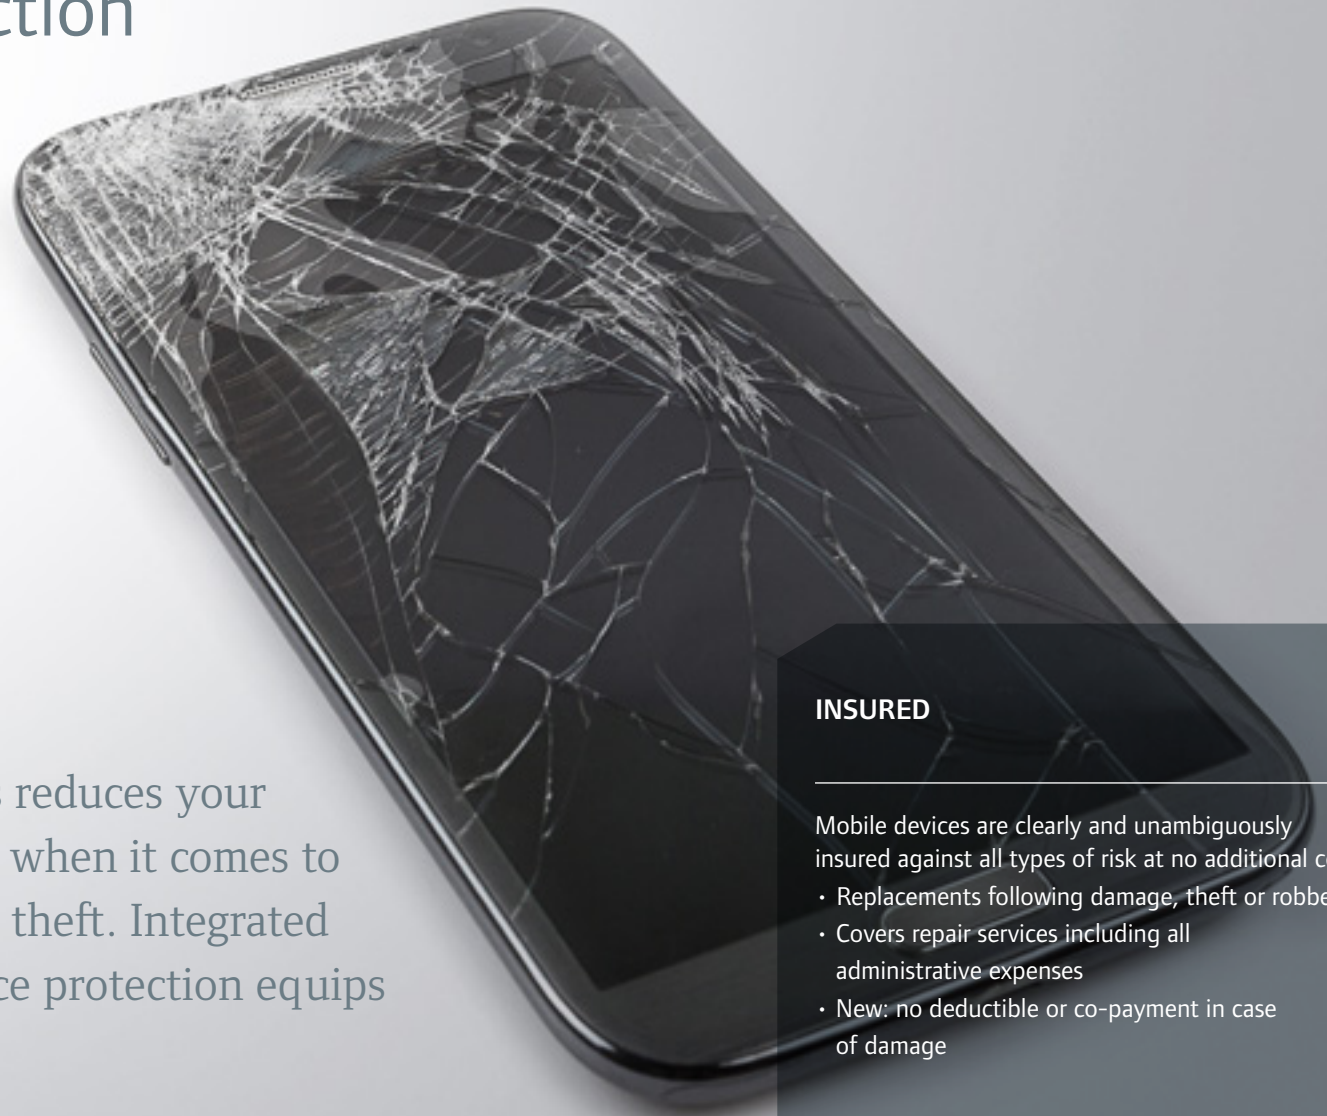 ction
s reduces your
when it comes to
theft. Integrated
ce protection equips
INSURED
Mobile devices are clearly and unambiguously
insured against all types of risk at no additional c
• Replacements following damage, theft or robbe
• Covers repair services including all
administrative expenses
• New: no deductible or co-payment in case
of damage